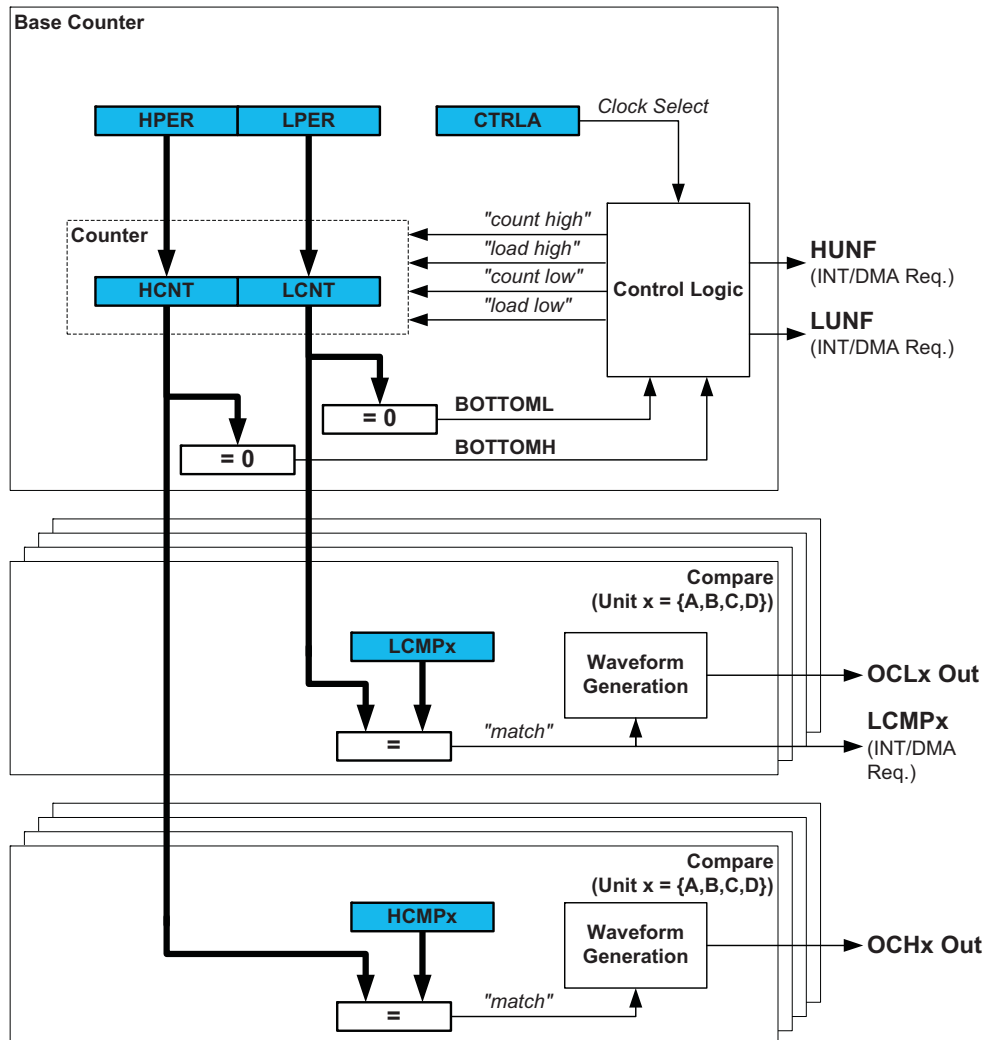 Base Counter
HPER
LPER
CTRLA
Clock Select
Counter
"count high"
"load high"
"count low"
"load low"
HCNT
LCNT
Control Logic
HUNF
(INT/DMA Req.)
LUNF
(INT/DMA Req.)
= 0
BOTTOML
= 0
BOTTOMH
Compare
(Unit x = {A,B,C,D})
LCMPx
Waveform
Generation
OCLx Out
=
"match"
LCMPx
(INT/DMA
Req.)
Compare
(Unit x = {A,B,C,D})
HCMPx
Waveform
Generation
OCHx Out
=
"match"